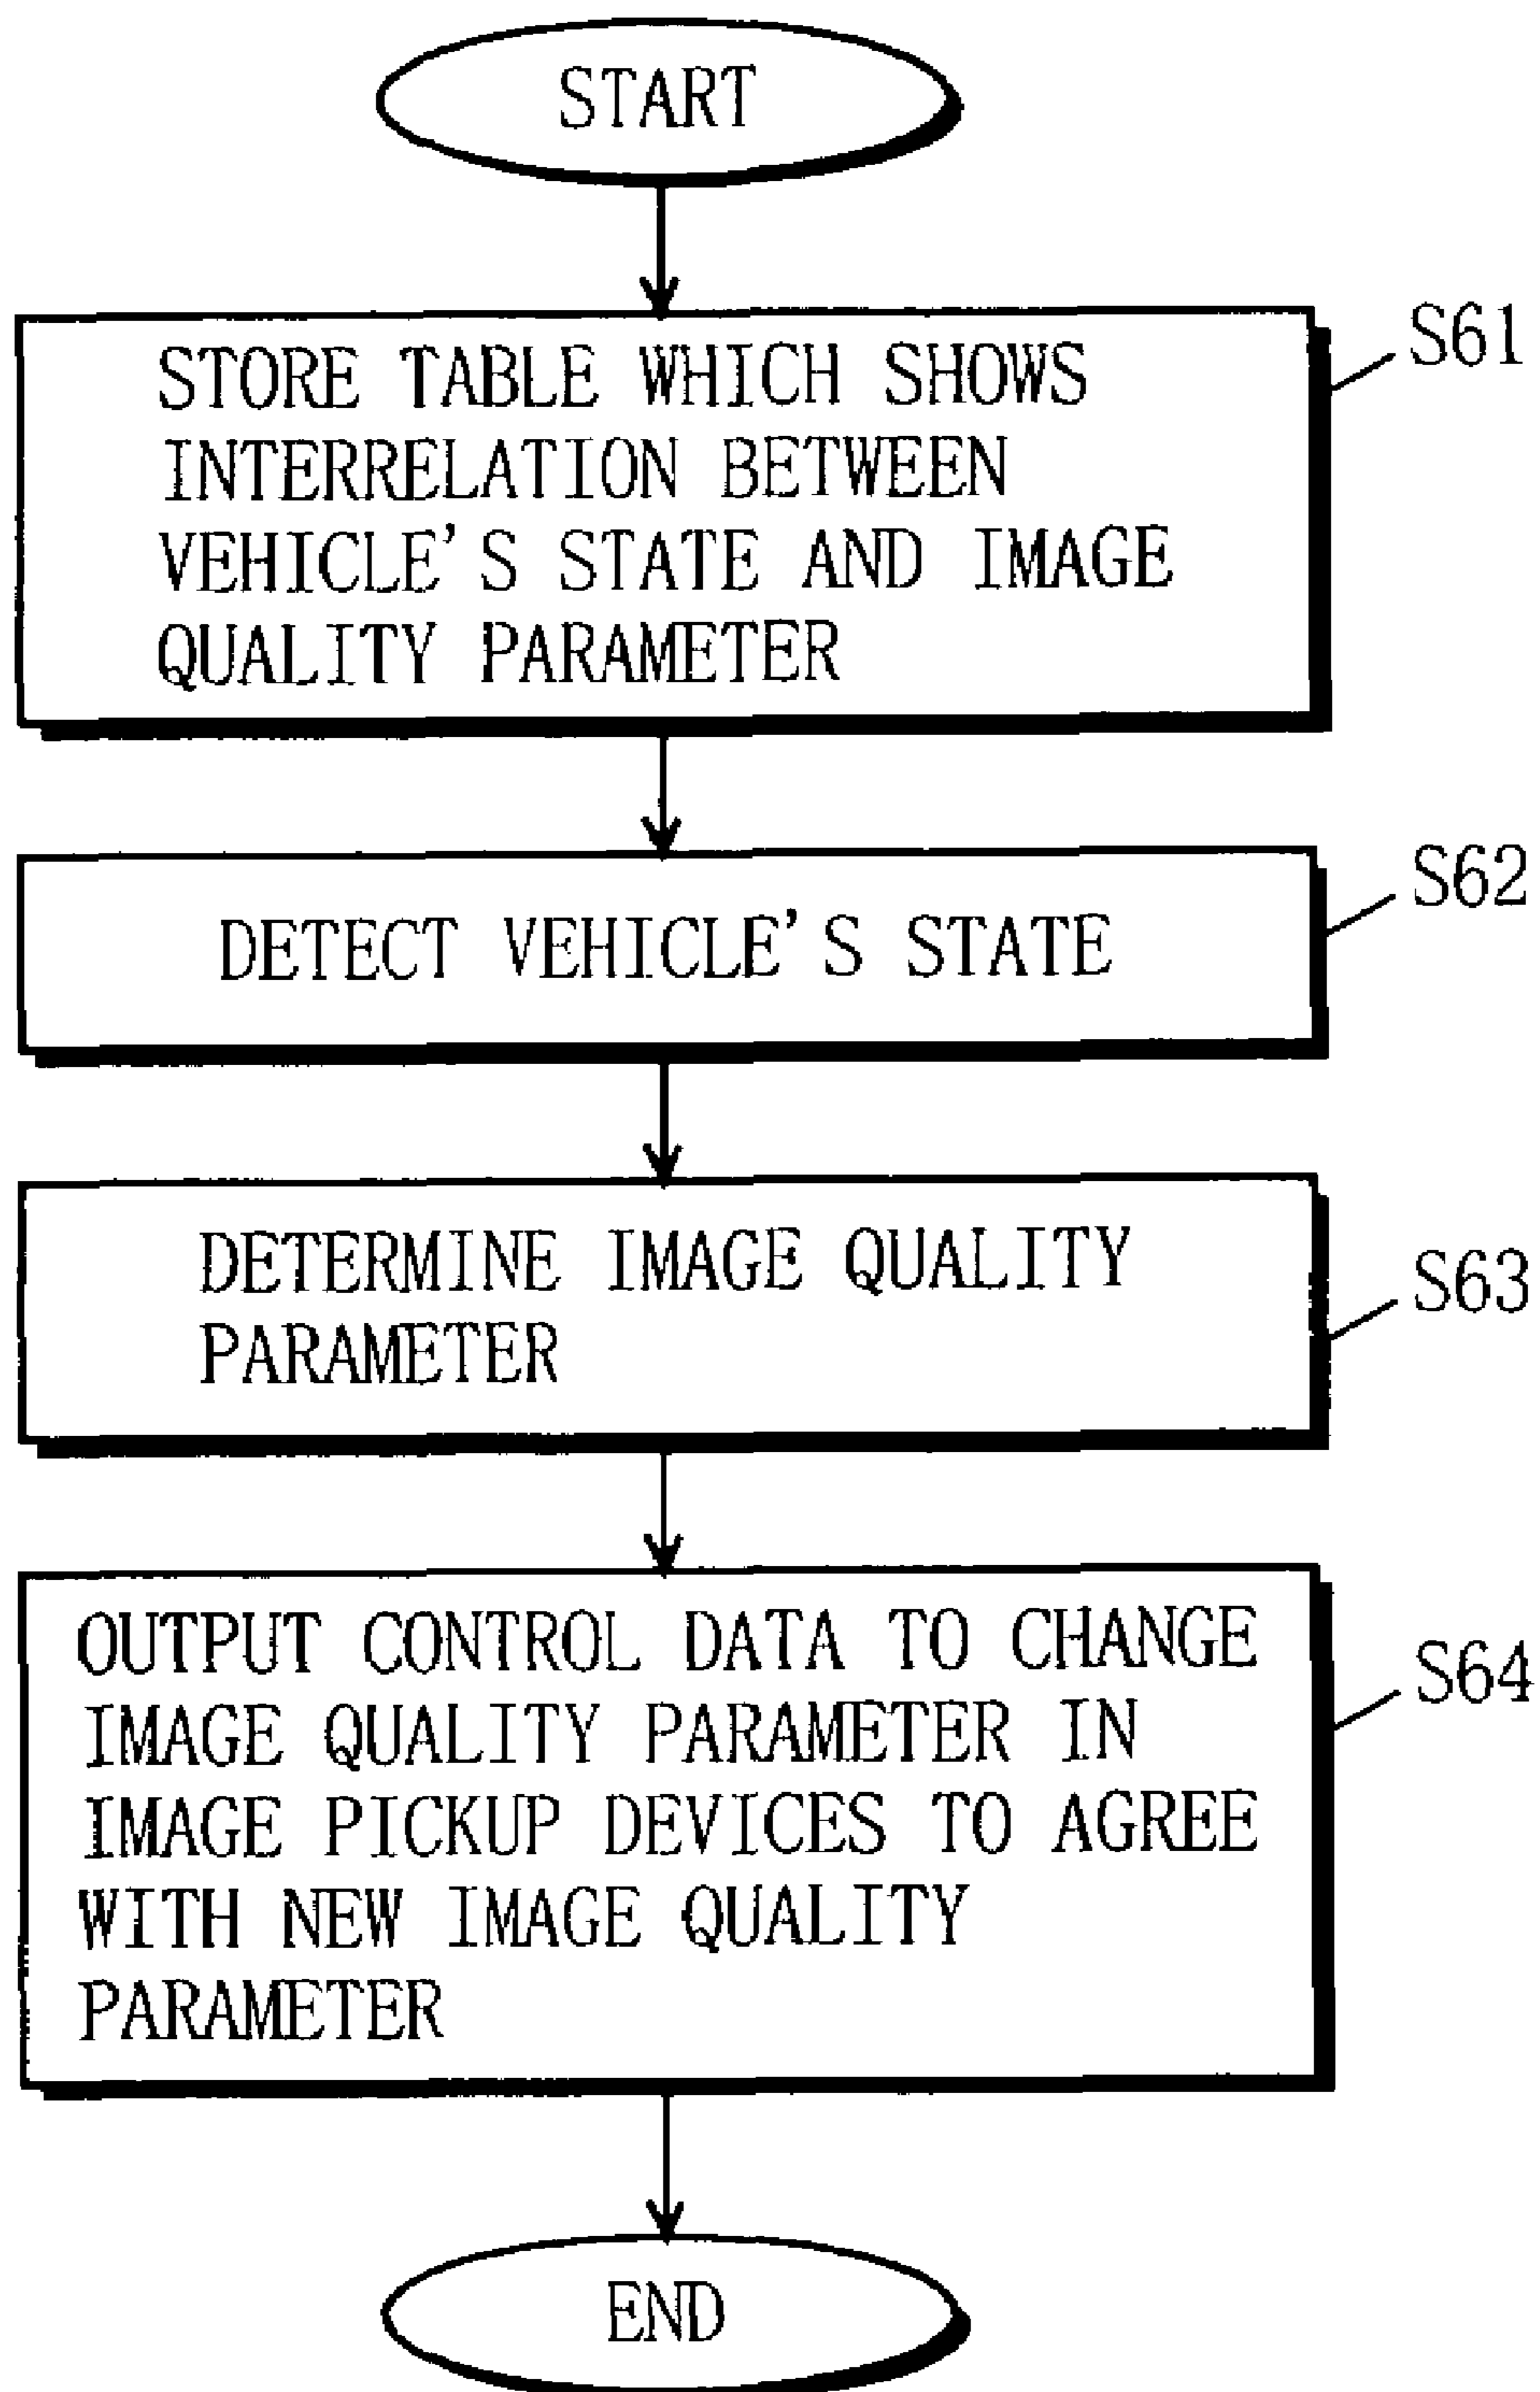 START
STORE TABLE WHICH SHOWS
INTERRELATION BETWEEN
VEHICLE'S STATE AND IMAGE
QUALITY PARAMETER
S61
DETECT VEHICLE'S STATE
S62
DETERMINE IMAGE QUALITY
PARAMETER
S63
OUTPUT CONTROL DATA TO CHANGE
IMAGE QUALITY PARAMETER IN
IMAGE PICKUP DEVICES TO AGREE
WITH NEW IMAGE QUALITY
PARAMETER
S64
END